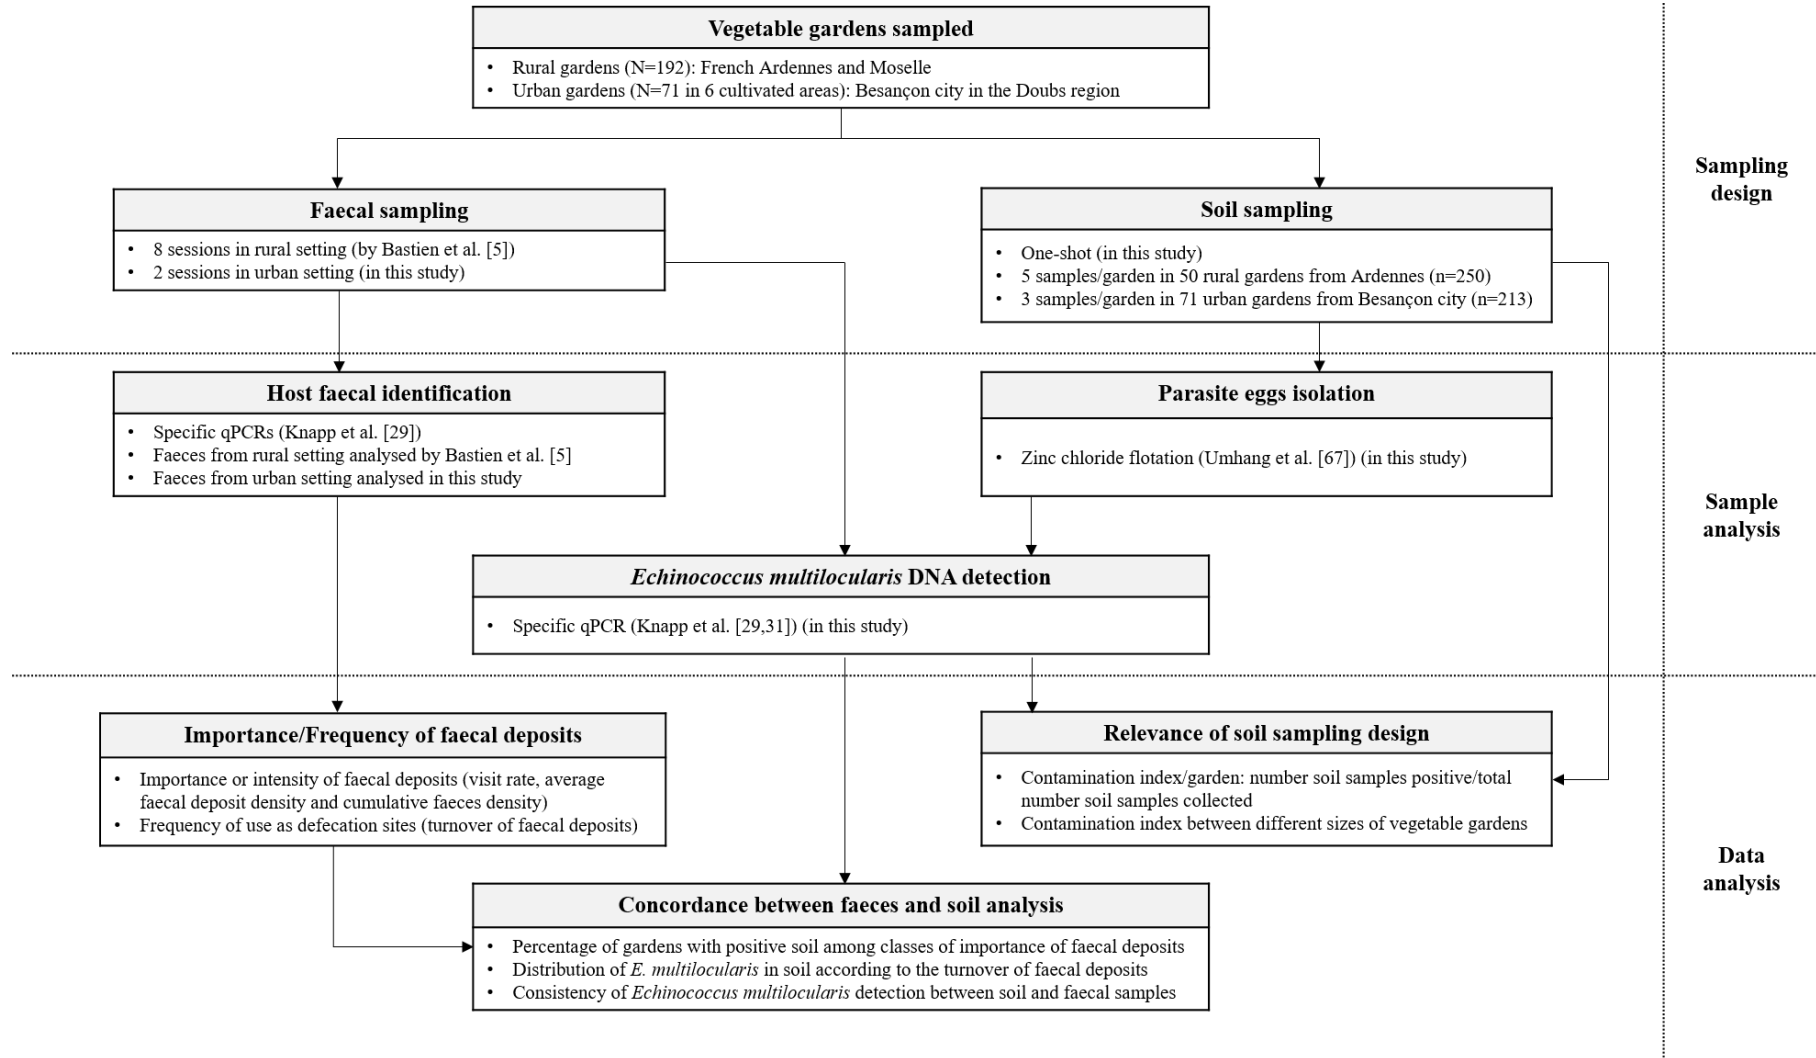 Vegetable gardens sampled
• Rural gardens (N=192): French Ardennes and Moselle
• Urban gardens (N=71 in 6 cultivated areas): Besançon city in the Doubs region
Sampling
design
Faecal sampling
• 8 sessions in rural setting (by Bastien et al. [5])
• 2 sessions in urban setting (in this study)
Soil sampling
• One-shot (in this study)
• 5 samples/garden in 50 rural gardens from Ardennes (n=250)
• 3 samples/garden in 71 urban gardens from Besançon city (n=213)
Host faecal identification
• Specific qPCRs (Knapp et al. [29])
• Faeces from rural setting analysed by Bastien et al. [5]
• Faeces from urban setting analysed in this study
Parasite eggs isolation
• Zinc chloride flotation (Umhang et al. [67]) (in this study)
Sample
analysis
Echinococcus multilocularis DNA detection
• Specific qPCR (Knapp et al. [29,31]) (in this study)
Importance/Frequency of faecal deposits
• Importance or intensity of faecal deposits (visit rate, average
faecal deposit density and cumulative faeces density)
• Frequency of use as defecation sites (turnover of faecal deposits)
Relevance of soil sampling design
• Contamination index/garden: number soil samples positive/total
number soil samples collected
• Contamination index between different sizes of vegetable gardens
Data
analysis
Concordance between faeces and soil analysis
• Percentage of gardens with positive soil among classes of importance of faecal deposits
• Distribution of E. multilocularis in soil according to the turnover of faecal deposits
• Consistency of Echinococcus multilocularis detection between soil and faecal samples